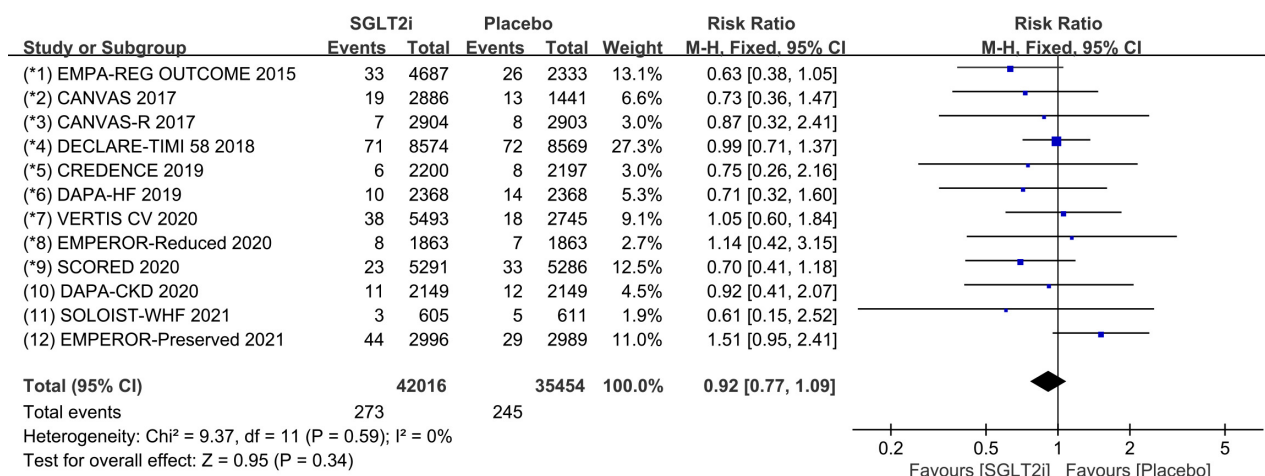 SGLT2i Placebo Risk Ratio Risk Ratio
Study or Subgroup Events Total Events Total Weight M-H, Fixed, 95% CI M-H, Fixed, 95% CI
(*1) EMPA-REG OUTCOME 2015 33 4687 26 2333 13.1% 0.63 [0.38, 1.05]
(*2) CANVAS 2017 19 2886 13 1441 6.6% 0.73 [0.36, 1.47]
(*3) CANVAS-R 2017 7 2904 8 2903 3.0% 0.87 [0.32, 2.41]
(*4) DECLARE-TIMI 58 2018 71 8574 72 8569 27.3% 0.99 [0.71, 1.37]
(*5) CREDENCE 2019 6 2200 8 2197 3.0% 0.75 [0.26, 2.16]
(*6) DAPA-HF 2019 10 2368 14 2368 5.3% 0.71 [0.32, 1.60]
(*7) VERTIS CV 2020 38 5493 18 2745 9.1% 1.05 [0.60, 1.84]
(*8) EMPEROR-Reduced 2020 8 1863 7 1863 2.7% 1.14 [0.42, 3.15]
(*9) SCORED 2020 23 5291 33 5286 12.5% 0.70 [0.41, 1.18]
(10) DAPA-CKD 2020 11 2149 12 2149 4.5% 0.92 [0.41, 2.07]
(11) SOLOIST-WHF 2021 3 605 5 611 1.9% 0.61 [0.15, 2.52]
(12) EMPEROR-Preserved 2021 44 2996 29 2989 11.0% 1.51 [0.95, 2.41]
Total (95% CI) 42016 35454 100.0% 0.92 [0.77, 1.09]
Total events 273 245
Heterogeneity: Chi² = 9.37, df = 11 (P = 0.59); I² = 0%
Test for overall effect: Z = 0.95 (P = 0.34)
0.2 0.5 1 2 5
Favours [SGLT2i] Favours [Placebo]